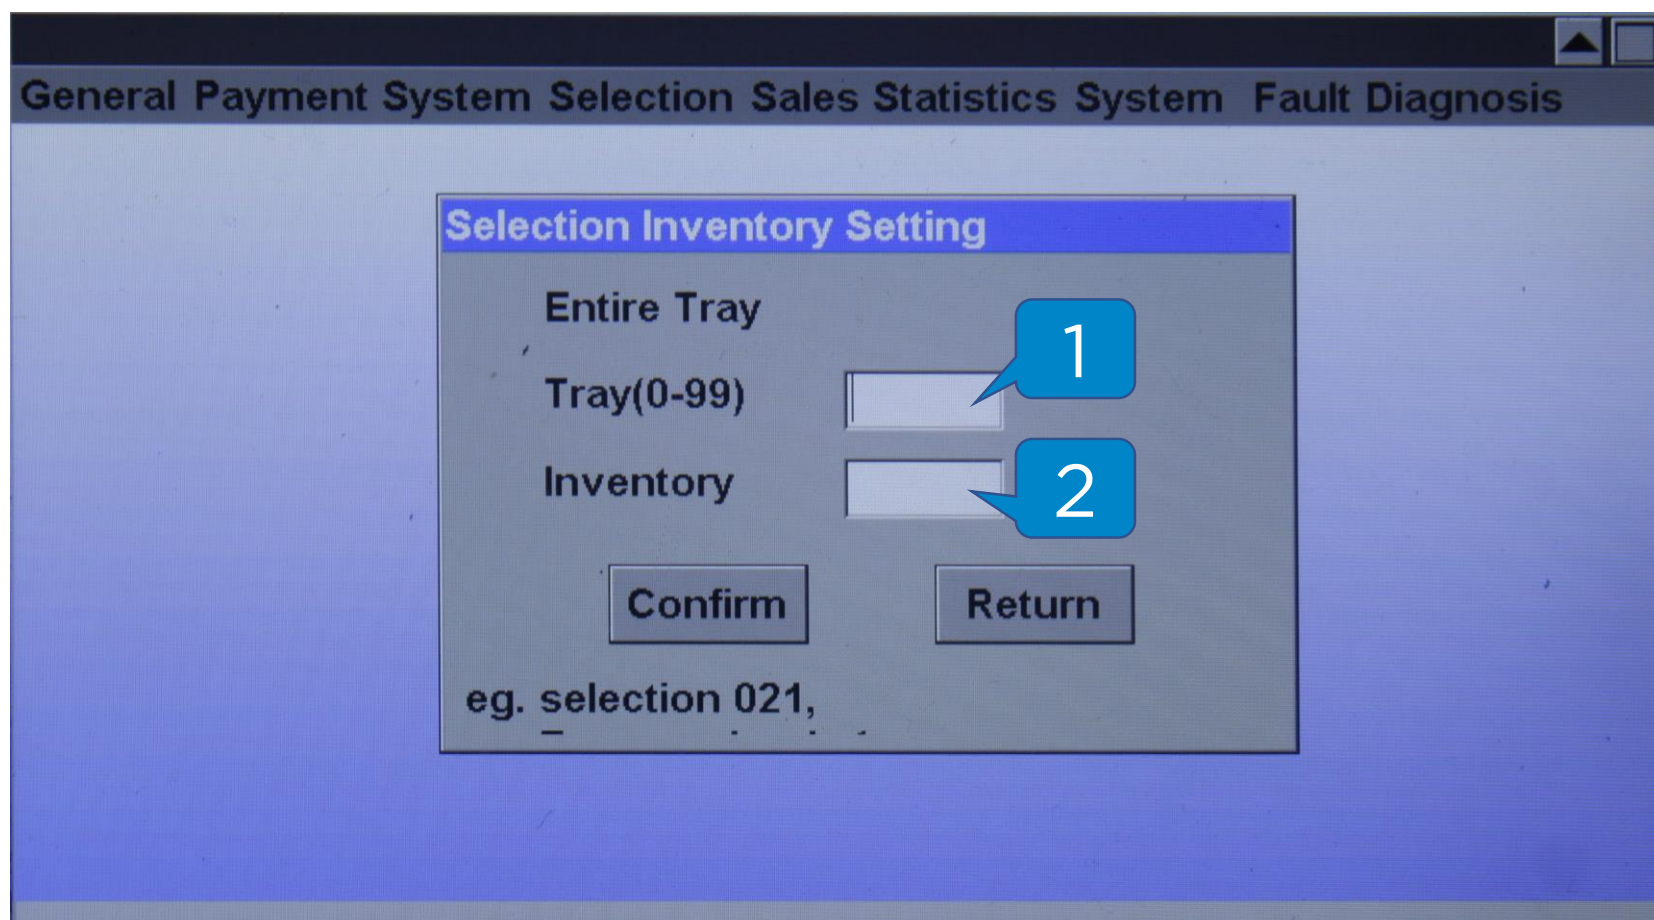 General Payment System Selection Sales Statistics System Fault Diagnosis
Selection Inventory Setting
Entire Tray
1
Tray(0-99)
Inventory
2
Confirm Return
eg. selection 021,